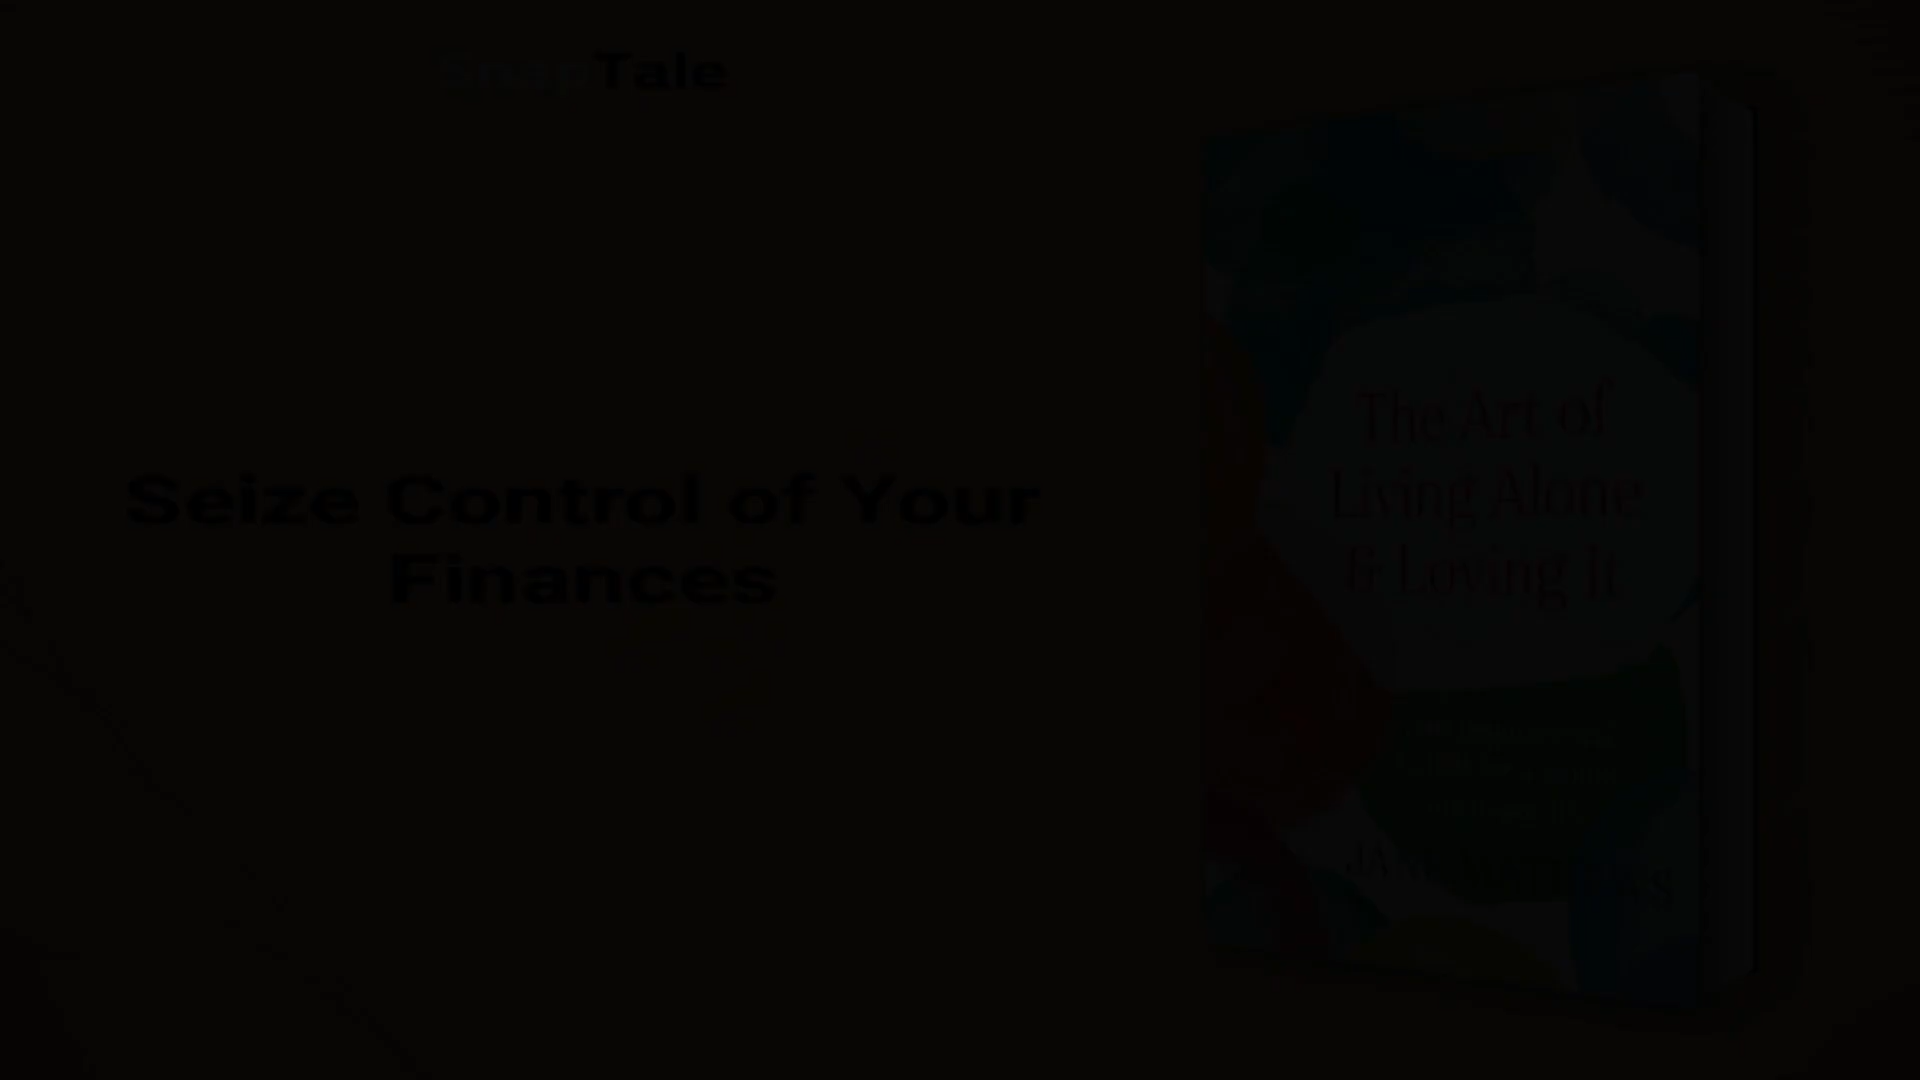 SnapTale
Seize Control of Your
Finances
The Art of
Living Alone
& Loving It